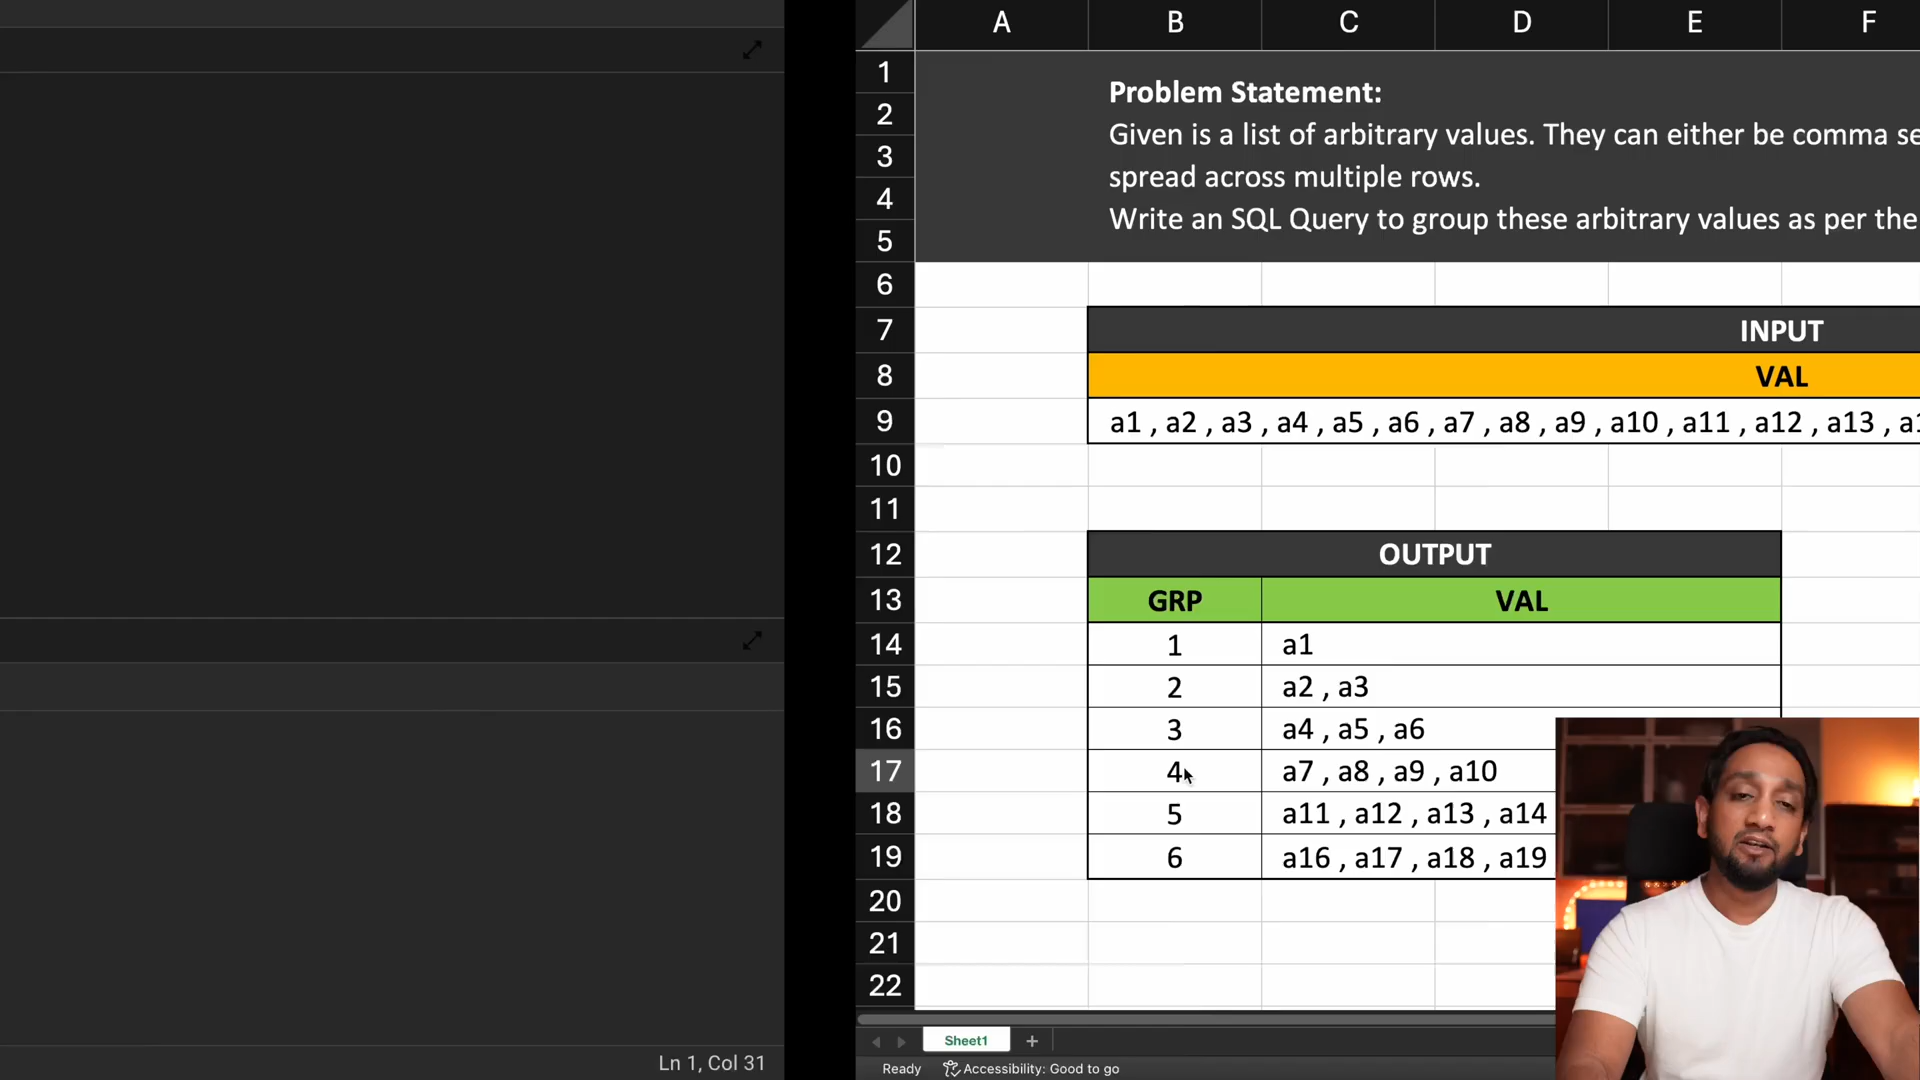 A B C D E F
1
2
3
4
5
6
7
8
9
10
11
12
13
14
15
16
17
18
19
20
21
22
Problem Statement:
Given is a list of arbitrary values. They can either be comma se
spread across multiple rows.
Write an SQL Query to group these arbitrary values as per the
INPUT
VAL
a1 , a2 , a3 , a4 , a5 , a6 , a7 , a8 , a9 , a10 , a11 , a12 , a13 , a1
OUTPUT
GRP VAL
1 a1
2 a2 , a3
3 a4 , a5 , a6
4 a7 , a8 , a9 , a10
5 a11 , a12 , a13 , a14
6 a16 , a17 , a18 , a19
Sheet1 +
Ln 1, Col 31
Ready Accessibility: Good to go